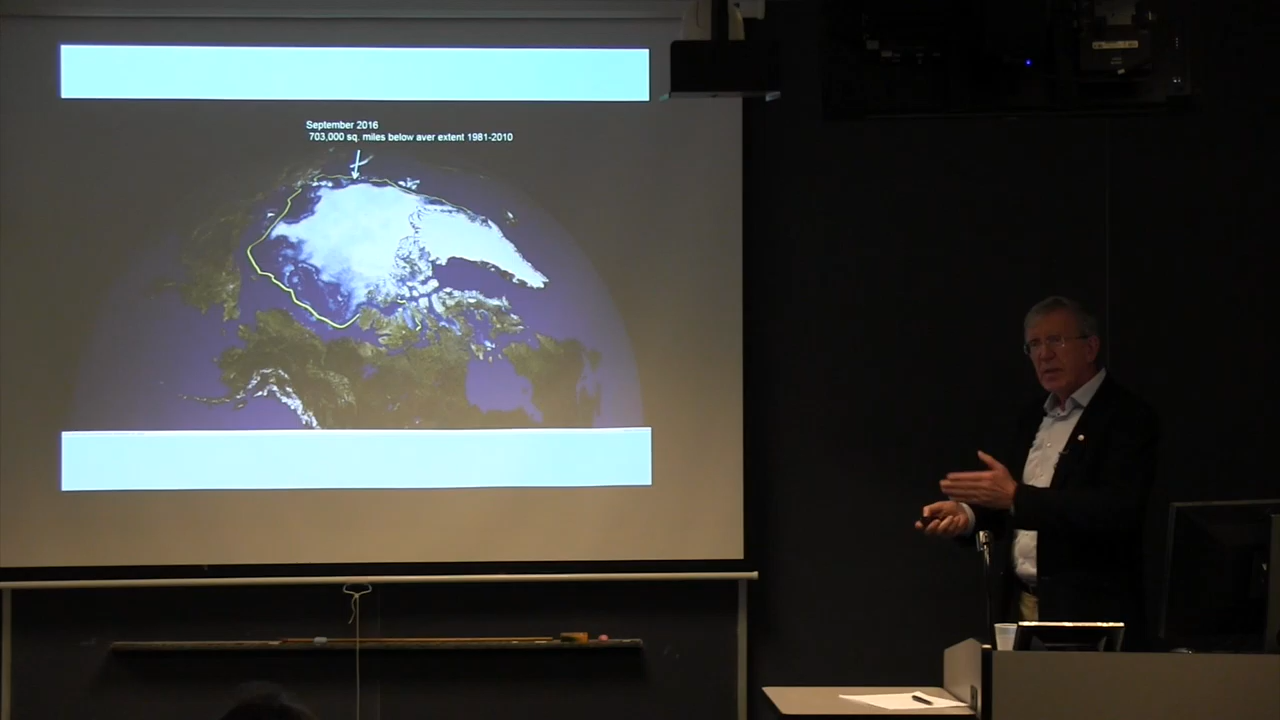 September 2016
703,000 sq. miles below aver extent 1981-2010